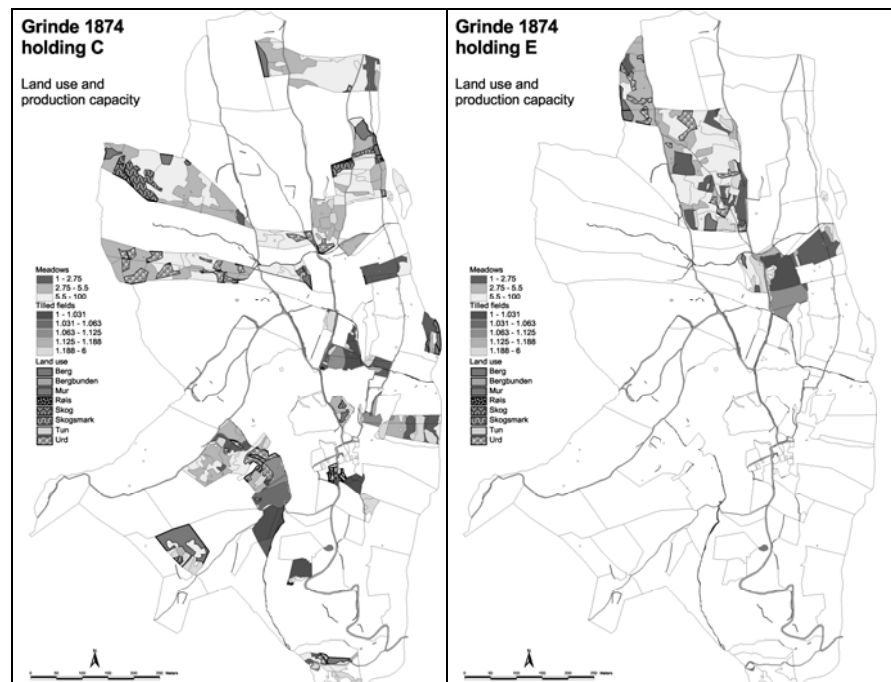 Grinde 1874
holding C
Land use and
production capacity
Meadows
1 - 2.75
2.75 - 5.5
5.5 - 100
Tilled fields
1 - 1.031
1.031 - 1.063
1.063 - 1.125
1.125 - 1.188
1.188 - 6
Land use
Berg
Bergbunden
Mur
Røis
Skog
Skogsmark
Tun
Urd
N
Grinde 1874
holding E
Land use and
production capacity
Meadows
1 - 2.75
2.75 - 5.5
5.5 - 100
Tilled fields
1 - 1.031
1.031 - 1.063
1.063 - 1.125
1.125 - 1.188
1.188 - 6
Land use
Berg
Bergbunden
Mur
Røis
Skog
Skogsmark
Tun
Urd
N